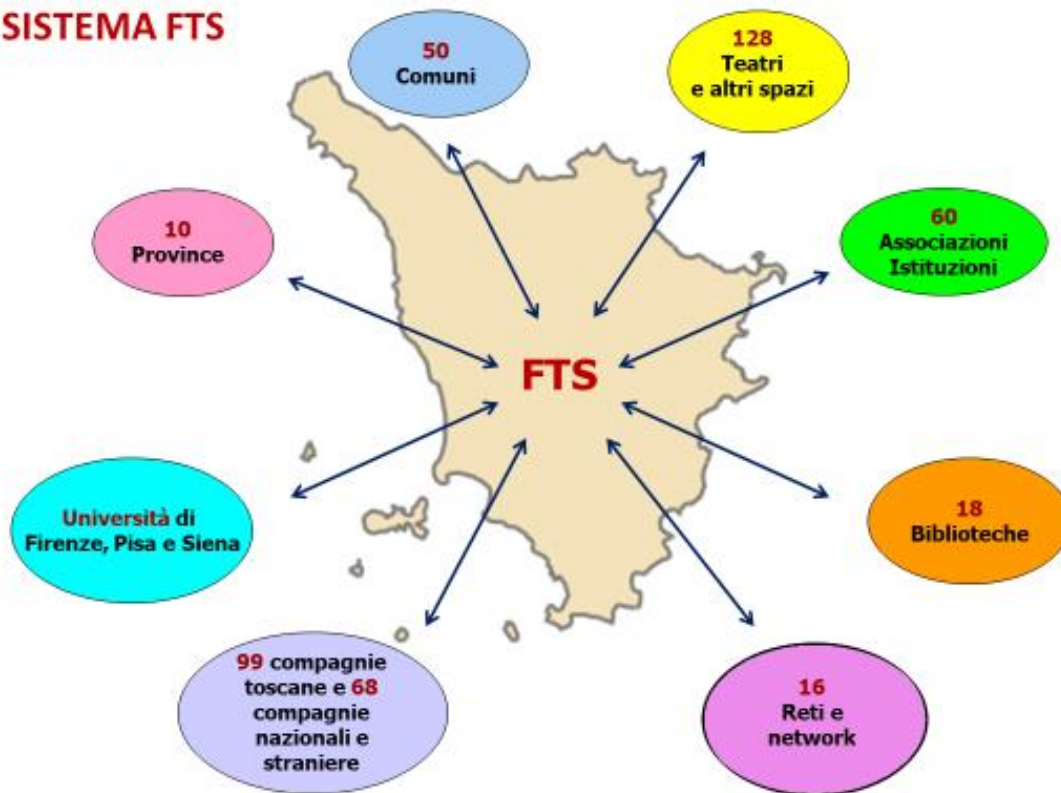 SISTEMA FTS
50
Comuni
128
Teatri
e altri spazi
10
Province
60
Associazioni
Istituzioni
FTS
Università di
Firenze, Pisa e Siena
18
Biblioteche
99 compagnie
toscane e 68
compagnie
nazionali e
straniere
16
Reti e
network